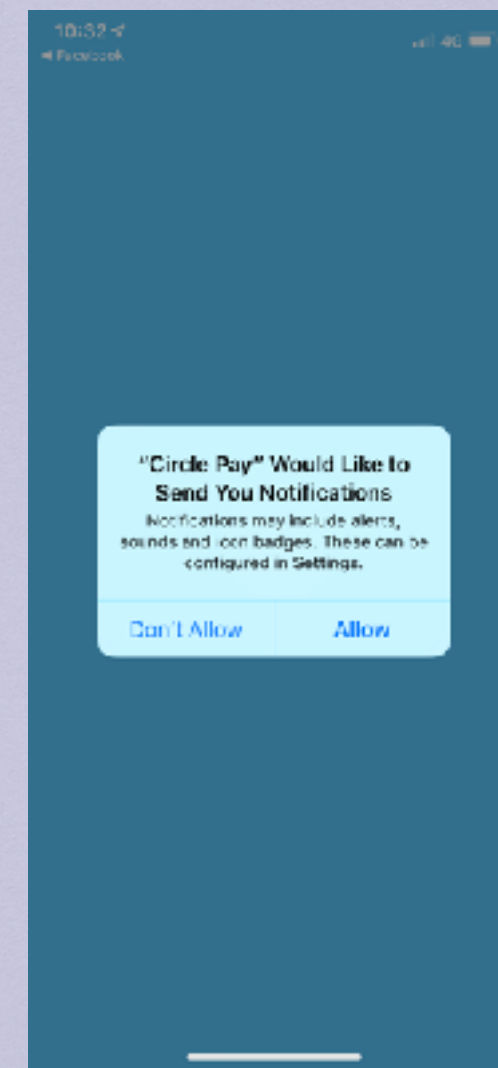 10:32
◀ Facebook
4G
"Circle Pay" Would Like to
Send You Notifications
Notifications may include alerts,
sounds and icon badges. These can be
configured in Settings.
Don't Allow
Allow